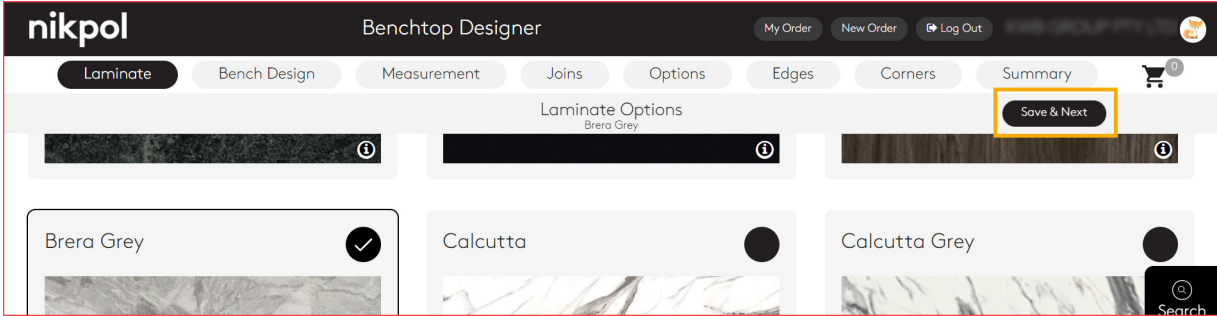 nikpol Benchtop Designer My Order New Order Log Out
Laminate Bench Design Measurement Joins Options Edges Corners Summary 0
Laminate Options Save & Next
Brera Grey
Brera Grey Calcutta Calcutta Grey
Search